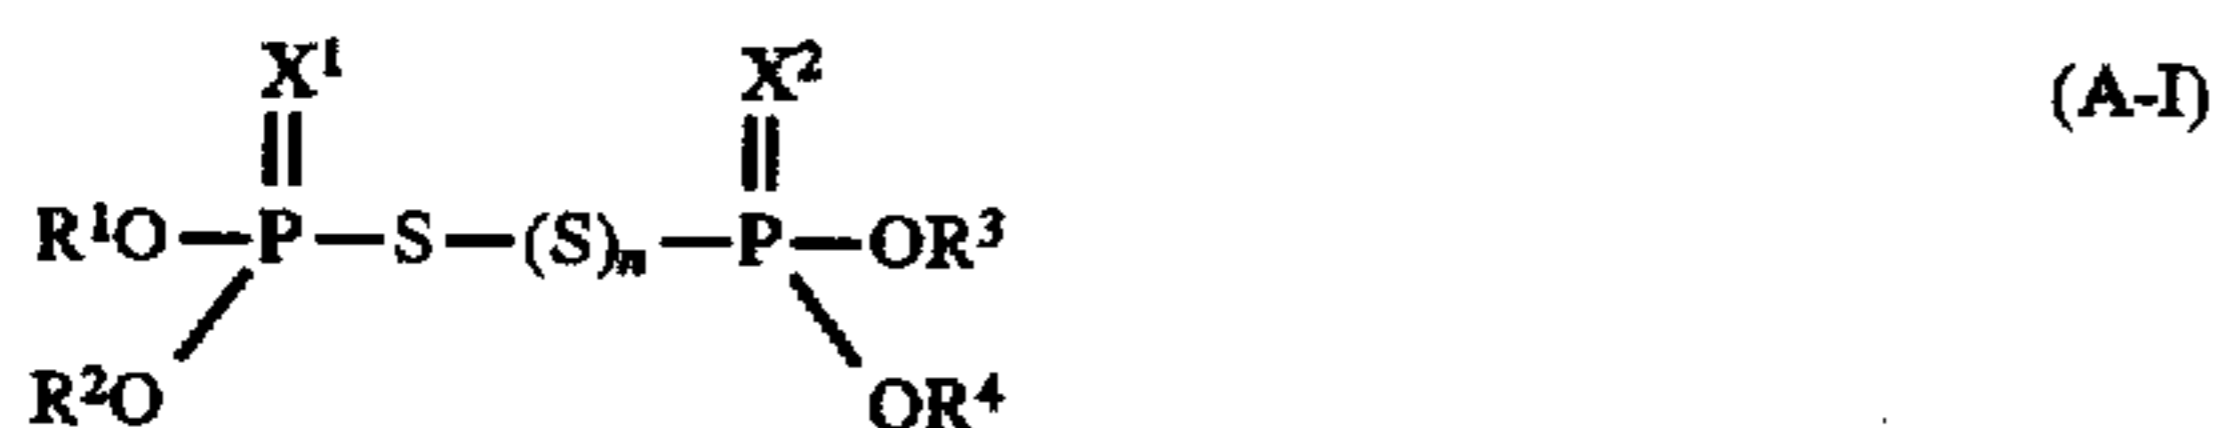 X¹ X² (A-I)
R¹O—P—S—(S)ₙ—P—OR³
R²O OR⁴